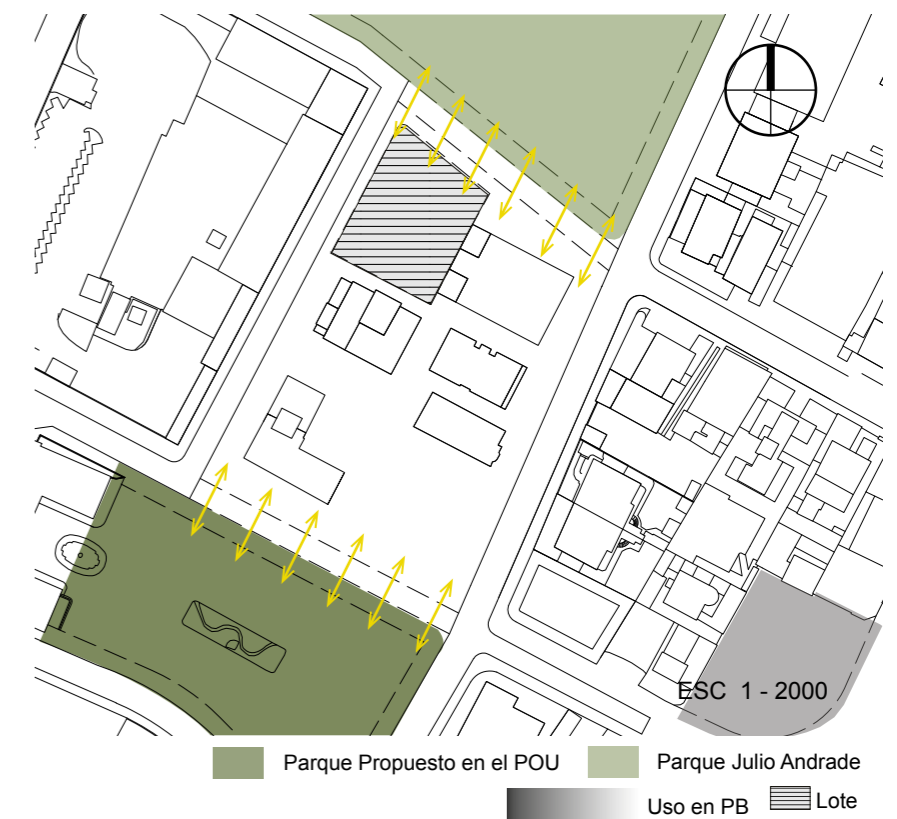 ESC 1 - 2000
Parque Propuesto en el POU
Parque Julio Andrade
Uso en PB
Lote